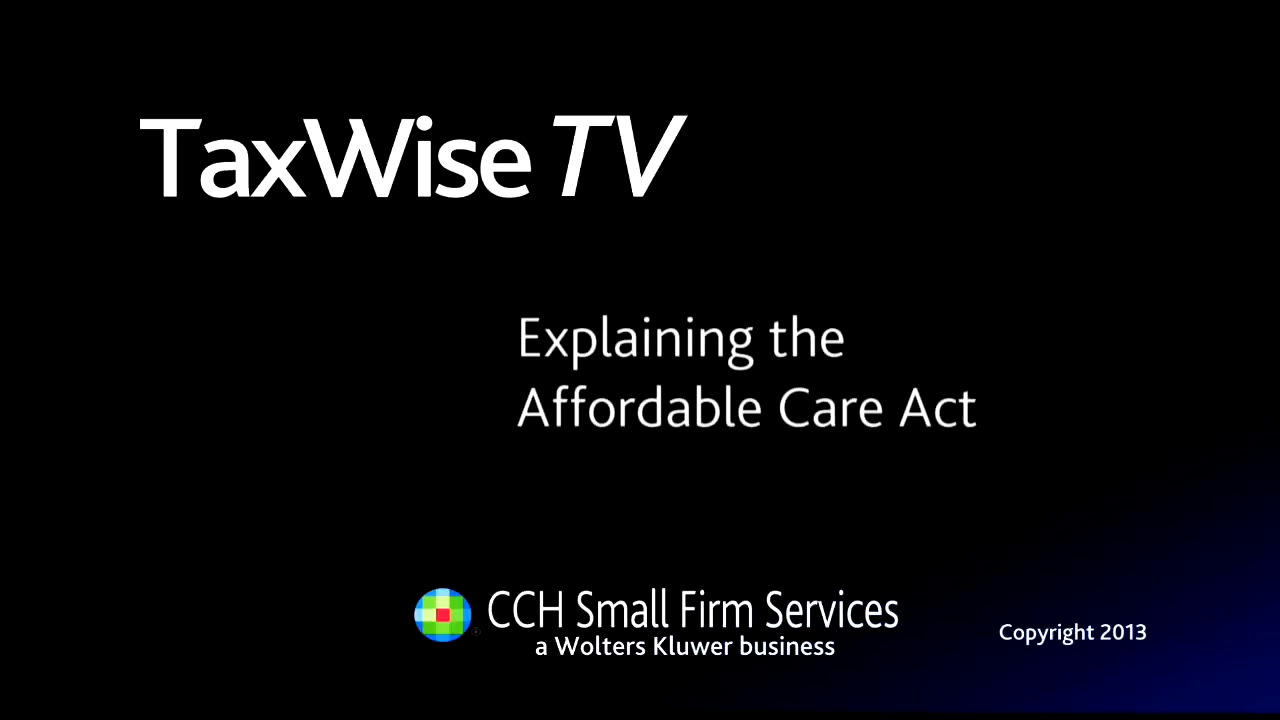 TaxWise TV
Explaining the
Affordable Care Act
CCH Small Firm Services
a Wolters Kluwer business
Copyright 2013